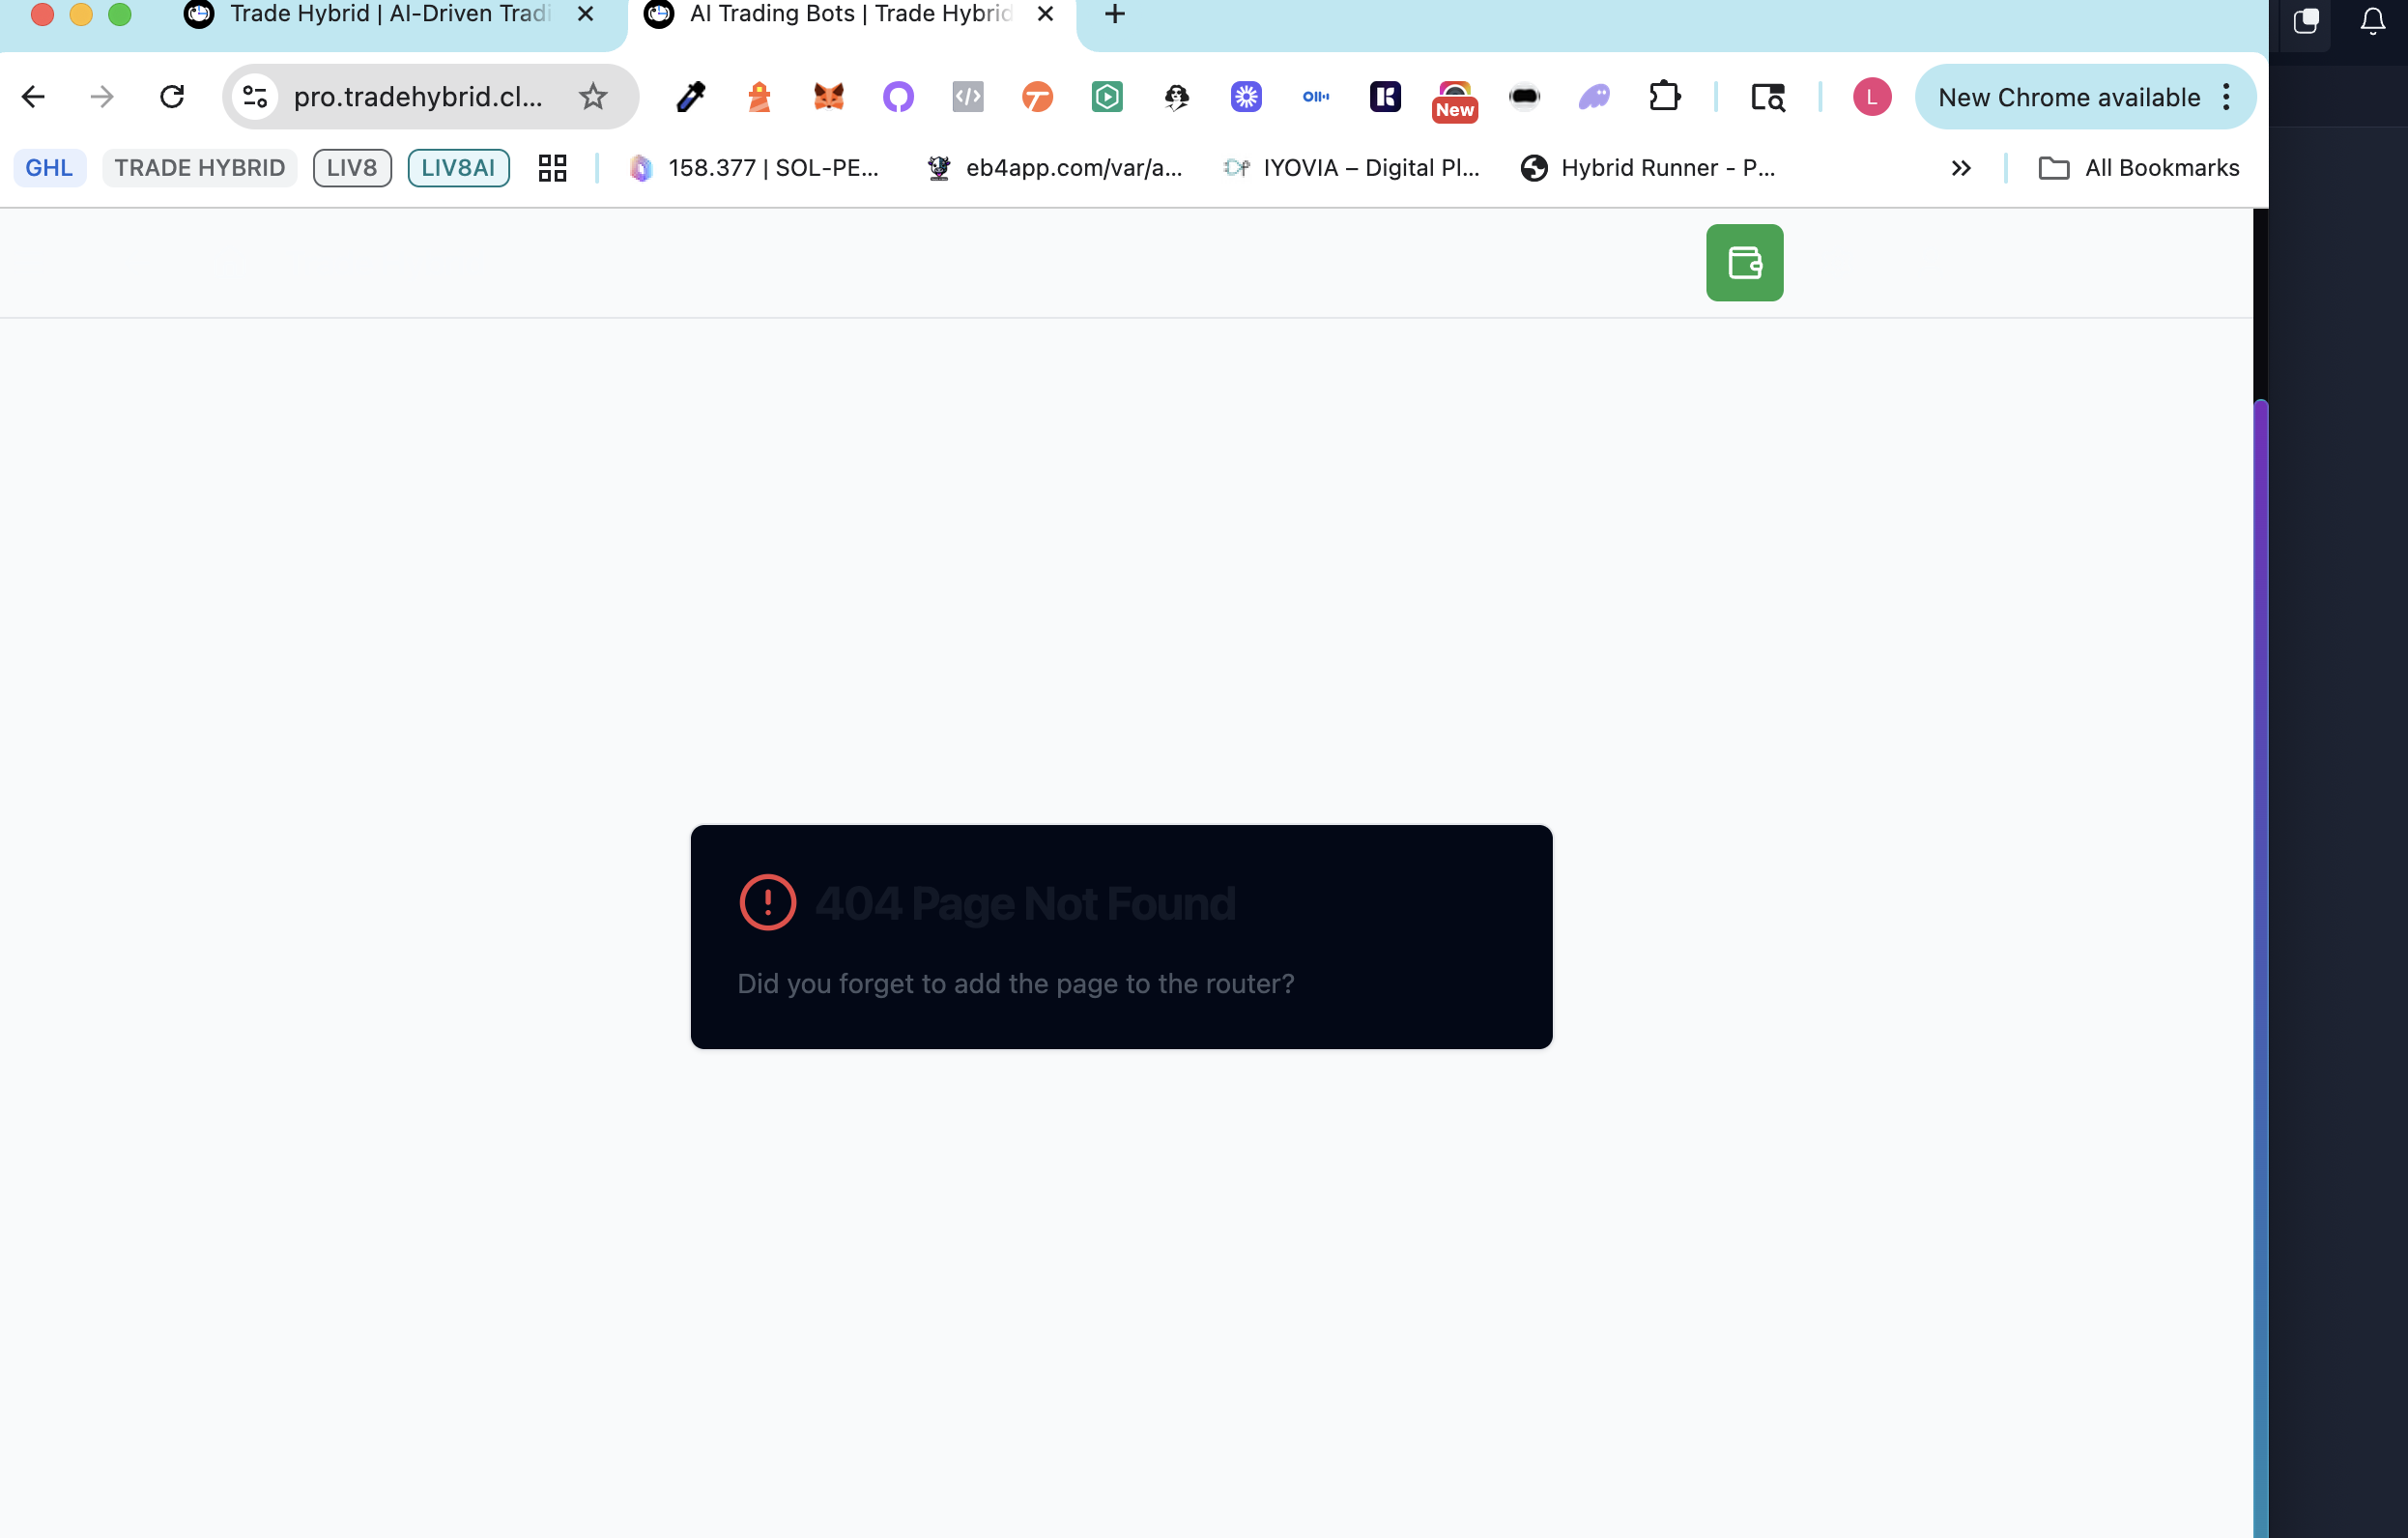 Trade Hybrid | AI-Driven Tradi
AI Trading Bots | Trade Hybrid
pro.tradehybrid.cl...
New
L
New Chrome available
GHL
TRADE HYBRID
LIV8
LIV8AI
158.377 | SOL-PE...
eb4app.com/var/a...
IYOVIA – Digital Pl...
Hybrid Runner - P...
All Bookmarks
404 Page Not Found
Did you forget to add the page to the router?